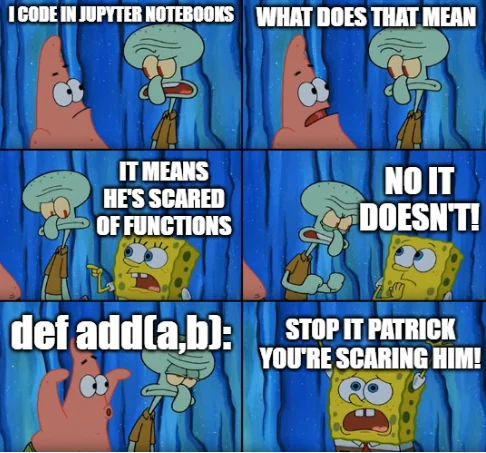 I CODE IN JUPYTER NOTEBOOKS
WHAT DOES THAT MEAN
IT MEANS
HE'S SCARED
OF FUNCTIONS
NO IT
DOESN'T!
def add(a,b):
STOP IT PATRICK
YOU'RE SCARING HIM!